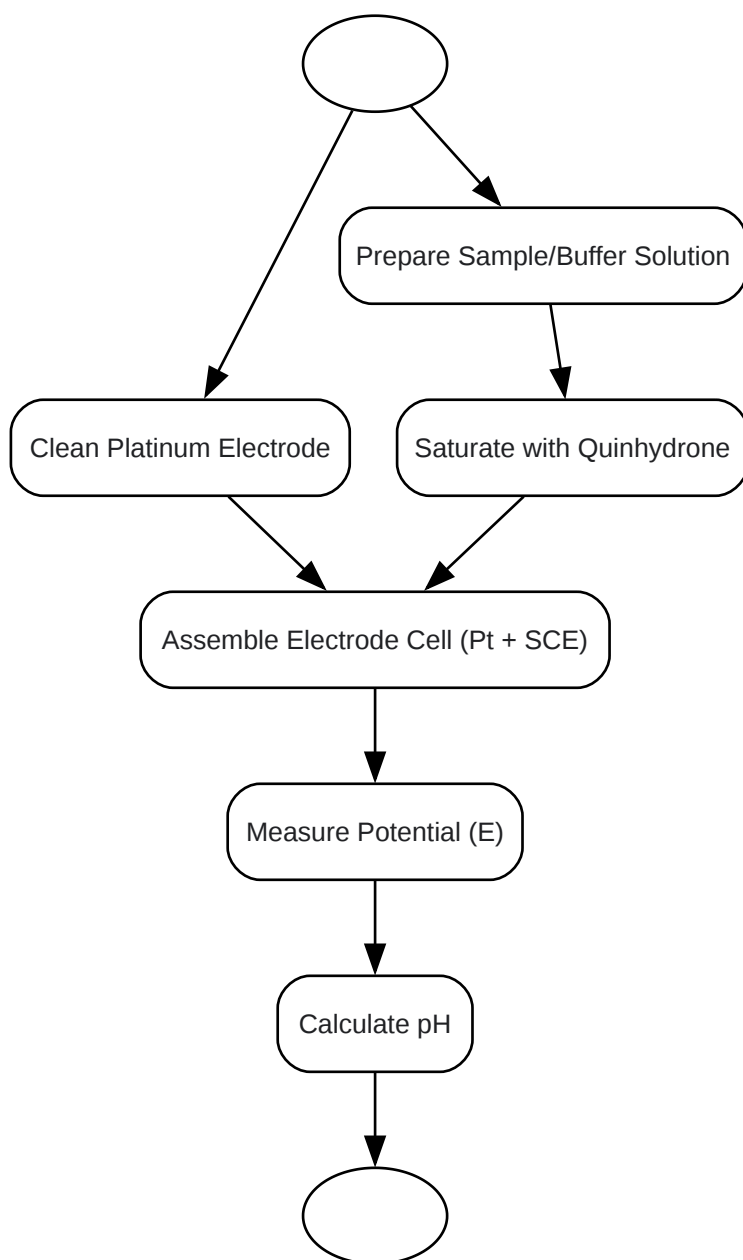 Prepare Sample/Buffer Solution
Clean Platinum Electrode
Saturate with Quinhydrone
Assemble Electrode Cell (Pt + SCE)
Measure Potential (E)
Calculate pH